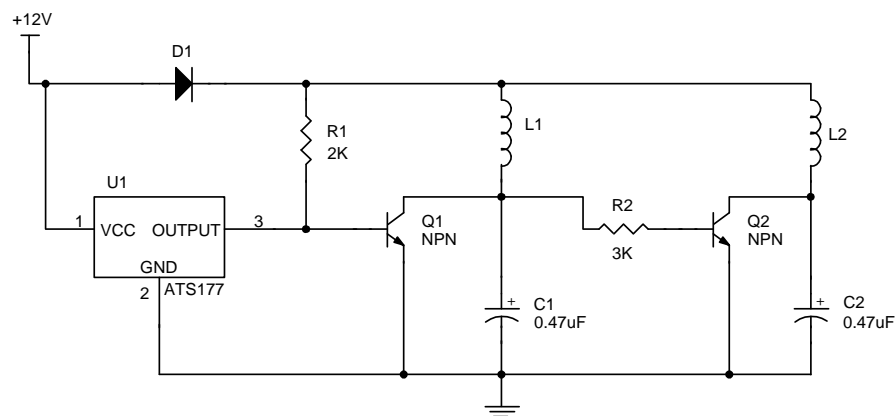 +12V
D1
R1
2K
L1
L2
U1
1
VCC
OUTPUT
3
GND
2
ATS177
Q1
NPN
R2
3K
Q2
NPN
+
C1
0.47uF
+
C2
0.47uF